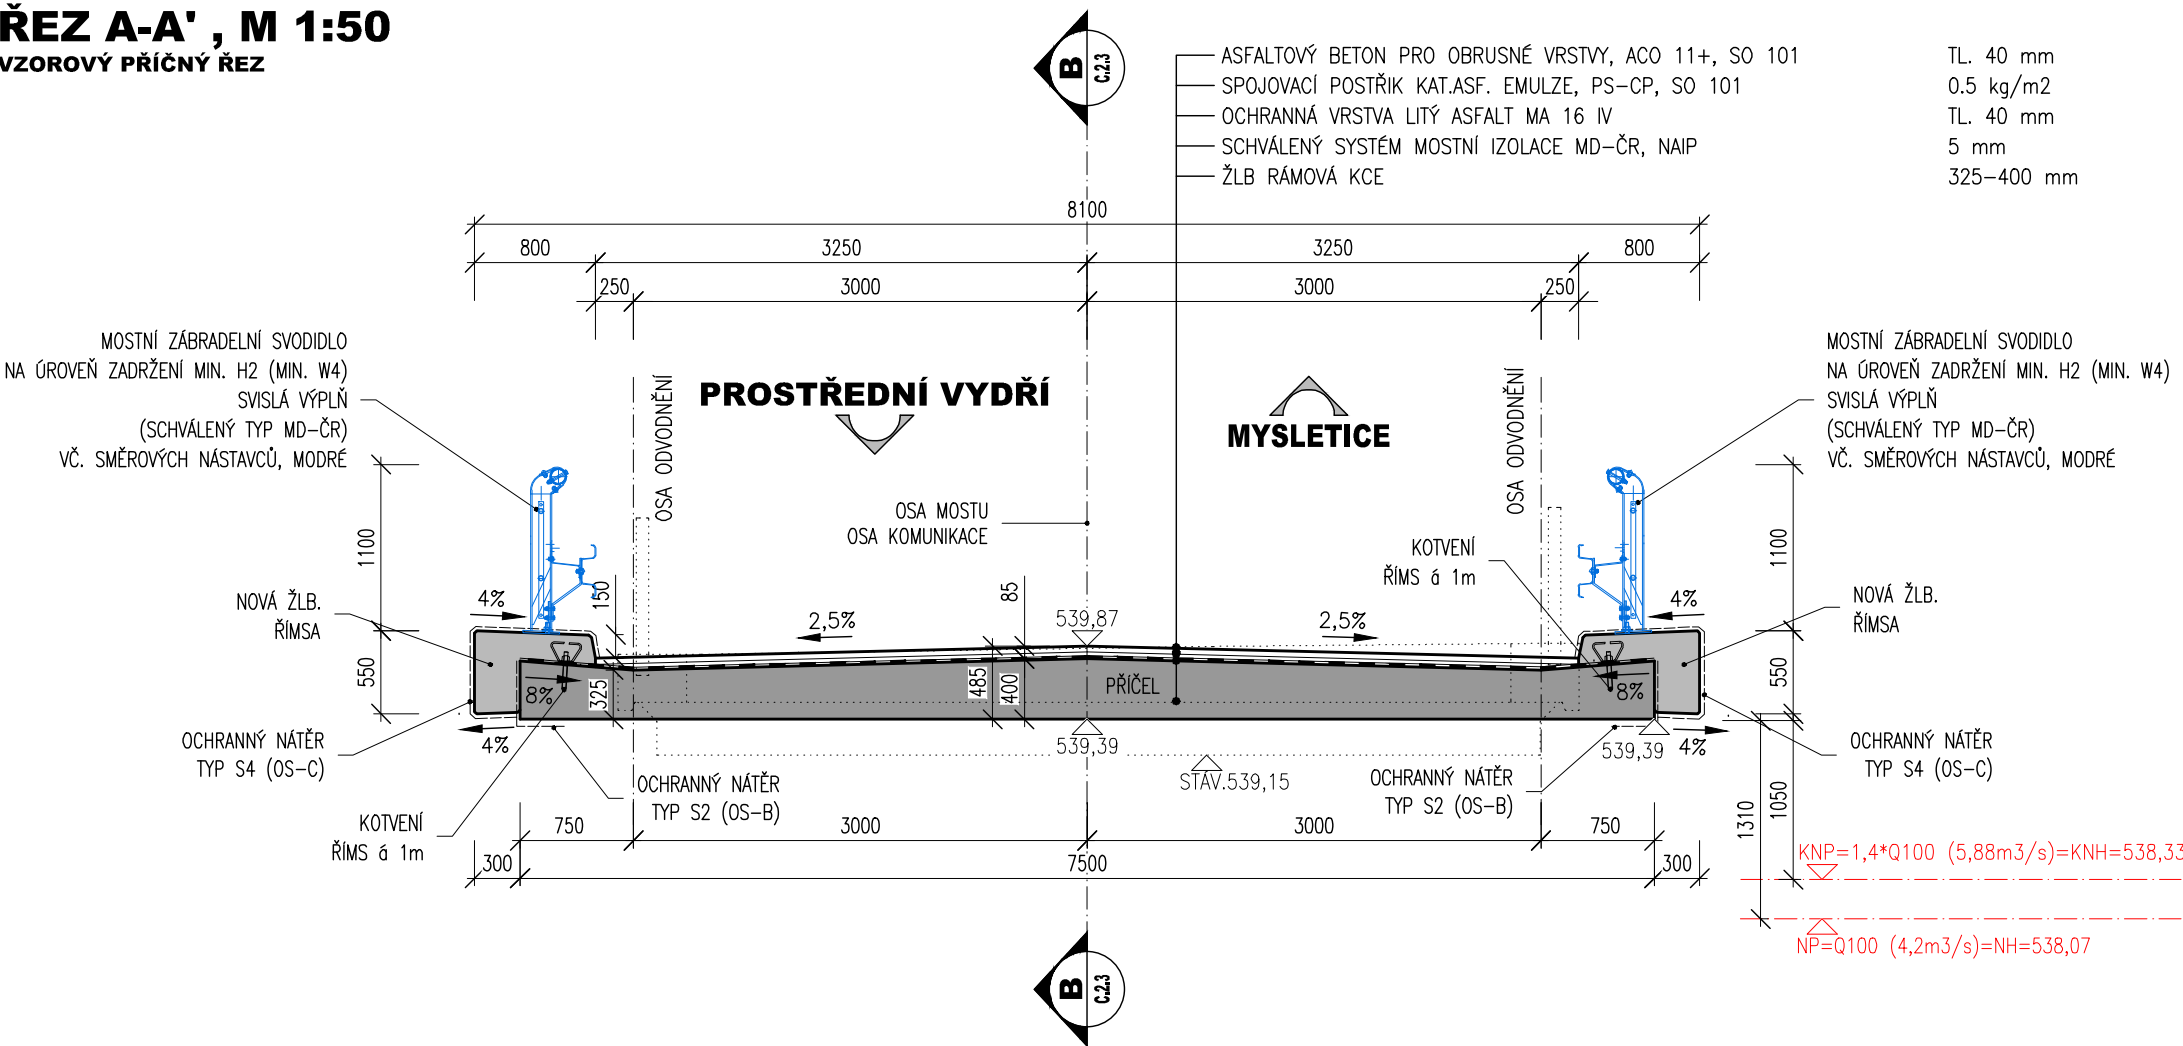 ŘEZ A-A' , M 1:50
VZOROVÝ PŘÍČNÝ ŘEZ
B
C.2.3
ASFALTOVÝ BETON PRO OBRUSNÉ VRSTVY, ACO 11+, SO 101 TL. 40 mm
SPOJOVACÍ POSTŘIK KAT.ASF. EMULZE, PS-CP, SO 101 0.5 kg/m2
OCHRANNÁ VRSTVA LITÝ ASFALT MA 16 IV TL. 40 mm
SCHVÁLENÝ SYSTÉM MOSTNÍ IZOLACE MD-ČR, NAIP 5 mm
ŽLB RÁMOVÁ KCE 325-400 mm
8100
800 3250 3250 800
250 3000 3000 250
MOSTNÍ ZÁBRADELNÍ SVODIDLO
NA ÚROVEŇ ZADRŽENÍ MIN. H2 (MIN. W4)
SVISLÁ VÝPLŇ
(SCHVÁLENÝ TYP MD-ČR)
VČ. SMĚROVÝCH NÁSTAVCŮ, MODRÉ
OSA ODVODNĚNÍ
PROSTŘEDNÍ VYDŘÍ
MYSLETICE
OSA ODVODNĚNÍ
MOSTNÍ ZÁBRADELNÍ SVODIDLO
NA ÚROVEŇ ZADRŽENÍ MIN. H2 (MIN. W4)
SVISLÁ VÝPLŇ
(SCHVÁLENÝ TYP MD-ČR)
VČ. SMĚROVÝCH NÁSTAVCŮ, MODRÉ
OSA MOSTU
OSA KOMUNIKACE
KOTVENÍ
ŘÍMS á 1m
1100
1100
NOVÁ ŽLB.
ŘÍMSA
NOVÁ ŽLB.
ŘÍMSA
4%
150
2,5%
85
539,87
2,5%
4%
550
8%
325
485
400
PŘÍČEL
8%
550
4%
539,39
STÁV.539,15
539,39
4%
OCHRANNÝ NÁTĚR
TYP S4 (OS-C)
OCHRANNÝ NÁTĚR
TYP S2 (OS-B)
OCHRANNÝ NÁTĚR
TYP S2 (OS-B)
OCHRANNÝ NÁTĚR
TYP S4 (OS-C)
KOTVENÍ
ŘÍMS á 1m
750 3000 3000 750
300 7500 300
1310
1050
KNP=1,4*Q100 (5,88m3/s)=KNH=538,33
NP=Q100 (4,2m3/s)=NH=538,07
B
C.2.3